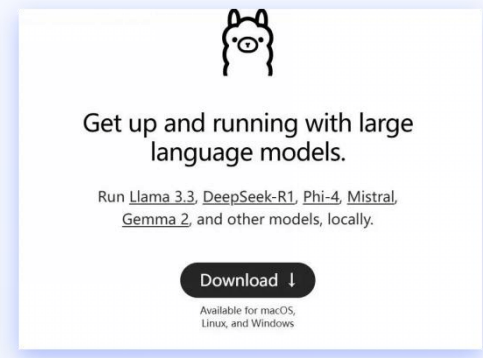 Get up and running with large
language models.
Run Llama 3.3, DeepSeek-R1, Phi-4, Mistral,
Gemma 2, and other models, locally.
Download ↓
Available for macOS,
Linux, and Windows